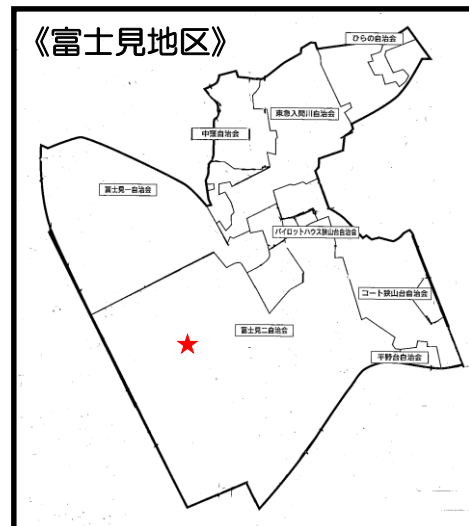 《富士見地区》
ひらの自治会
東急入間川自治会
中窪自治会
富士見一自治会
パイロットハウス狭山台自治会
コート狭山台自治会
富士見二自治会
平野台自治会